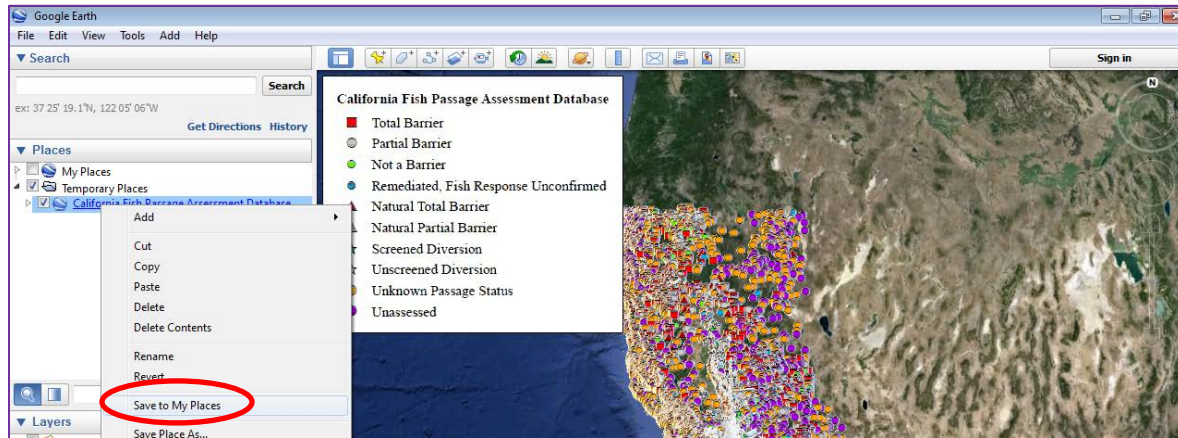 Google Earth
File Edit View Tools Add Help
Search
Search
ex: 37 25' 19.1"N, 122 05' 06"W
Get Directions History
Places
My Places
Temporary Places
California Fish Passage Assessment Database
Add
Cut
Copy
Paste
Delete
Delete Contents
Rename
Revert
Save to My Places
Save Place As...
Layers
Sign in
N
California Fish Passage Assessment Database
Total Barrier
Partial Barrier
Not a Barrier
Remediated, Fish Response Unconfirmed
Natural Total Barrier
Natural Partial Barrier
Screened Diversion
Unscreened Diversion
Unknown Passage Status
Unassessed